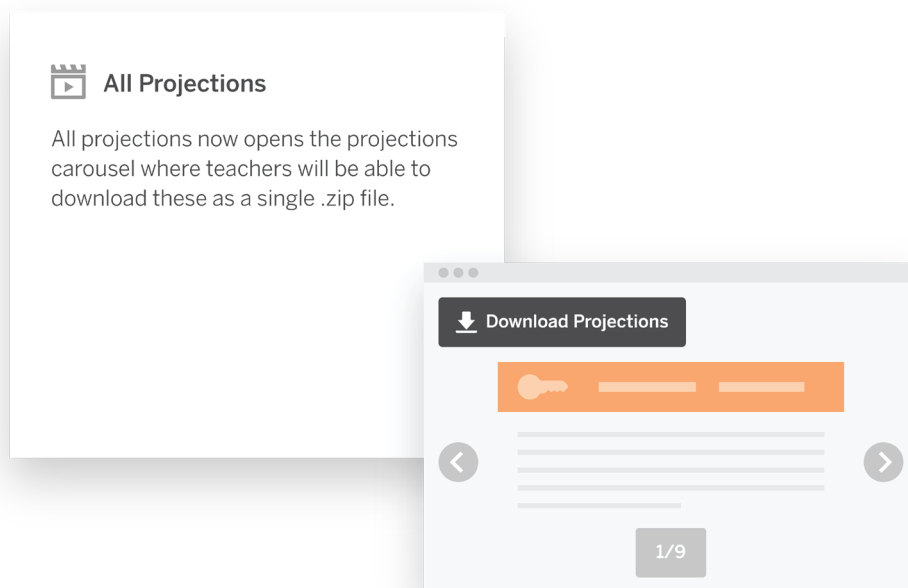 All Projections
All projections now opens the projections
carousel where teachers will be able to
download these as a single .zip file.
Download Projections
1/9